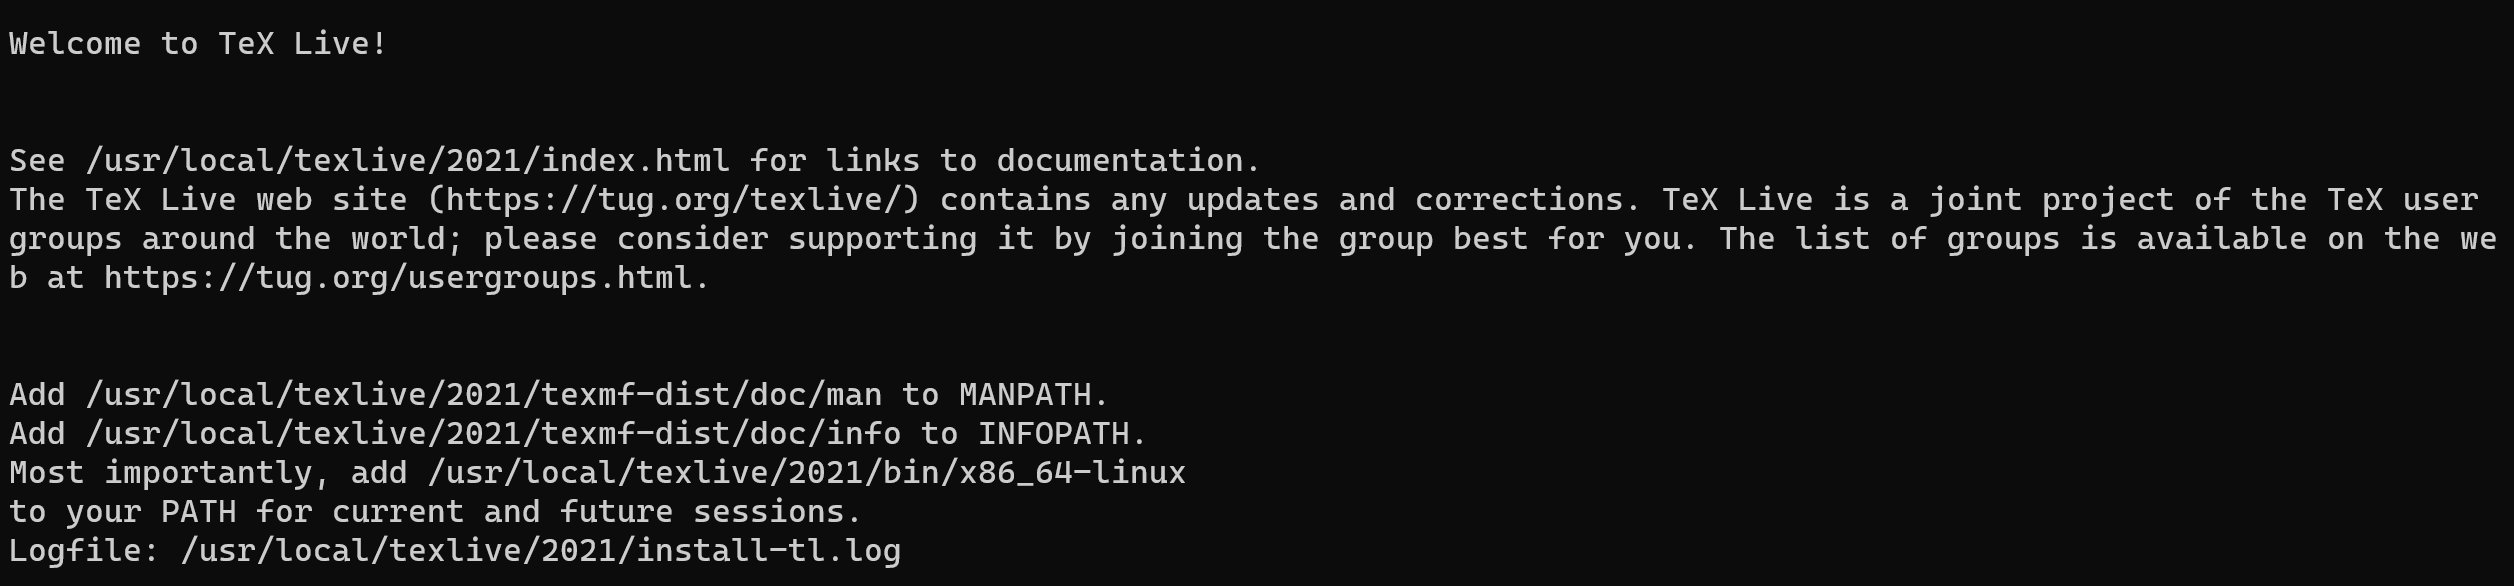 Welcome to TeX Live!
See /usr/local/texlive/2021/index.html for links to documentation.
The TeX Live web site (https://tug.org/texlive/) contains any updates and corrections. TeX Live is a joint project of the TeX user
groups around the world; please consider supporting it by joining the group best for you. The list of groups is available on the we
b at https://tug.org/usergroups.html.
Add /usr/local/texlive/2021/texmf-dist/doc/man to MANPATH.
Add /usr/local/texlive/2021/texmf-dist/doc/info to INFOPATH.
Most importantly, add /usr/local/texlive/2021/bin/x86_64-linux
to your PATH for current and future sessions.
Logfile: /usr/local/texlive/2021/install-tl.log